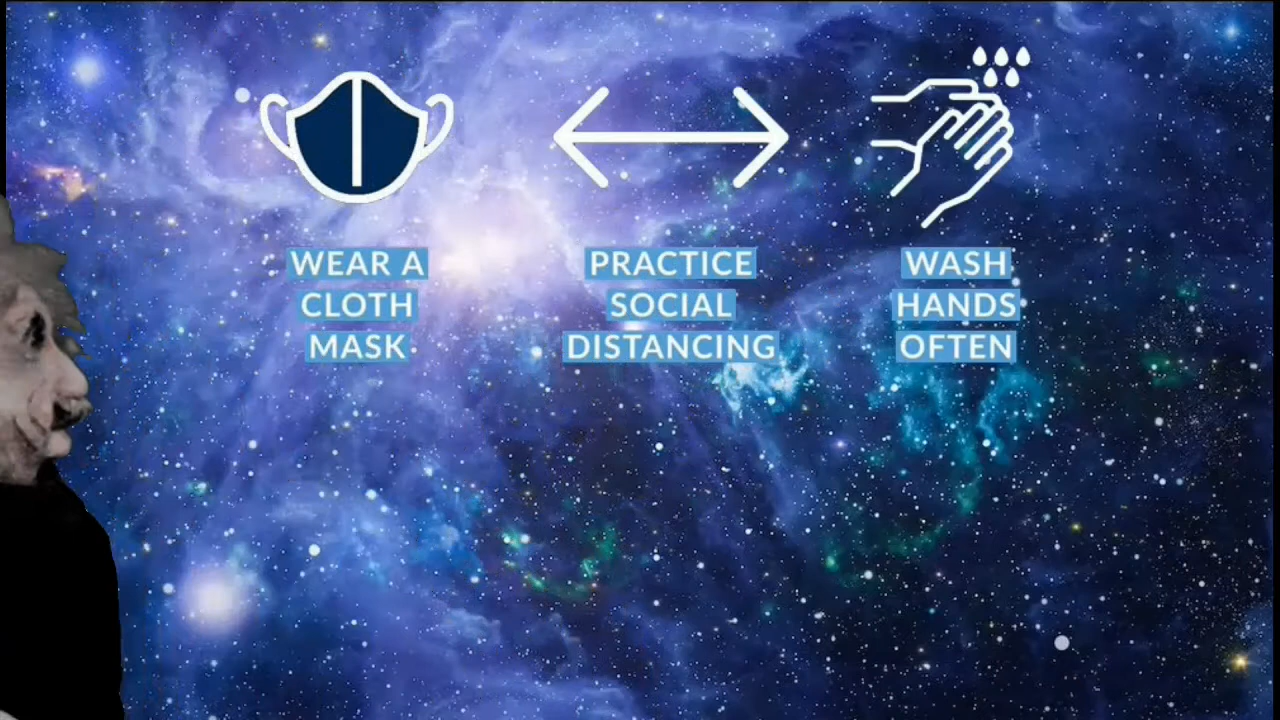 WEAR A
CLOTH
MASK
PRACTICE
SOCIAL
DISTANCING
WASH
HANDS
OFTEN